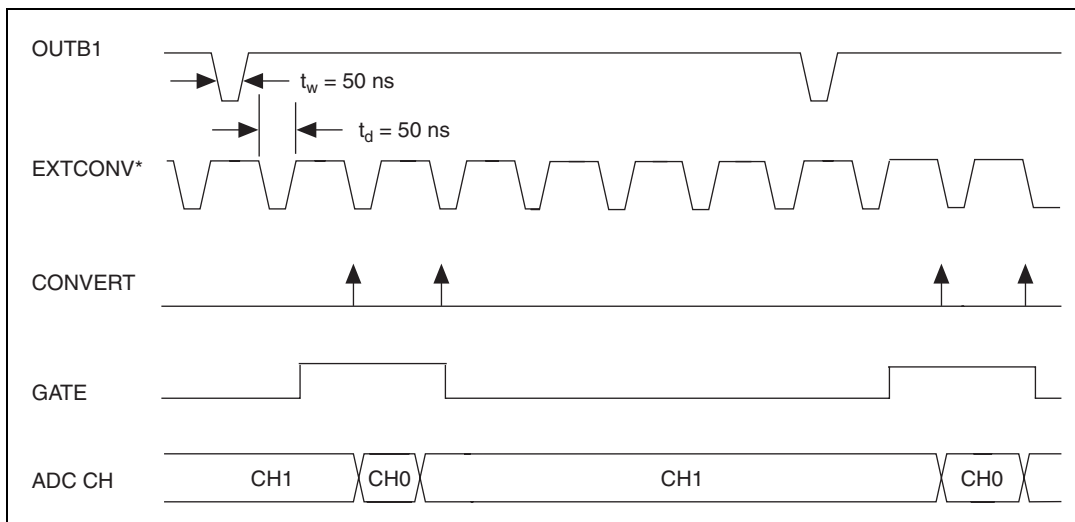 OUTB1
t_w = 50 ns
t_d = 50 ns
EXTCONV*
CONVERT
GATE
ADC CH
CH1
CH0
CH1
CH0